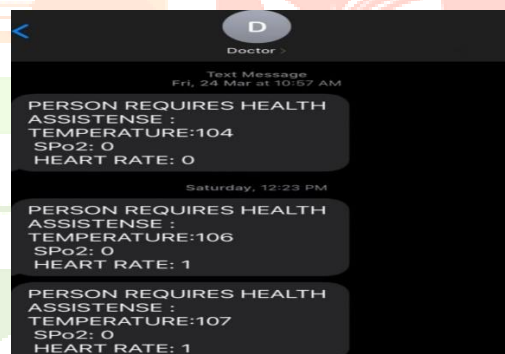 D
Doctor >
Text Message
Fri, 24 Mar at 10:57 AM
PERSON REQUIRES HEALTH
ASSISTENSE :
TEMPERATURE:104
SPo2: 0
HEART RATE: 0
Saturday, 12:23 PM
PERSON REQUIRES HEALTH
ASSISTENSE :
TEMPERATURE:106
SPo2: 0
HEART RATE: 1
PERSON REQUIRES HEALTH
ASSISTENSE :
TEMPERATURE:107
SPo2: 0
HEART RATE: 1